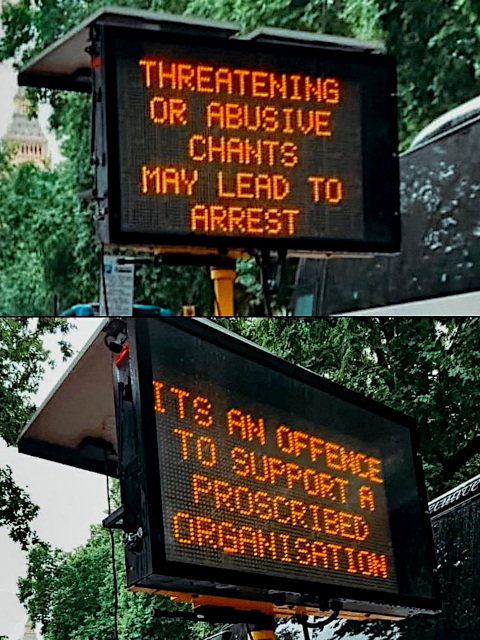 THREATENING
OR ABUSIVE
CHANTS
MAY LEAD TO
ARREST
ITS AN OFFENCE
TO SUPPORT A
PROSCRIBED
ORGANISATION